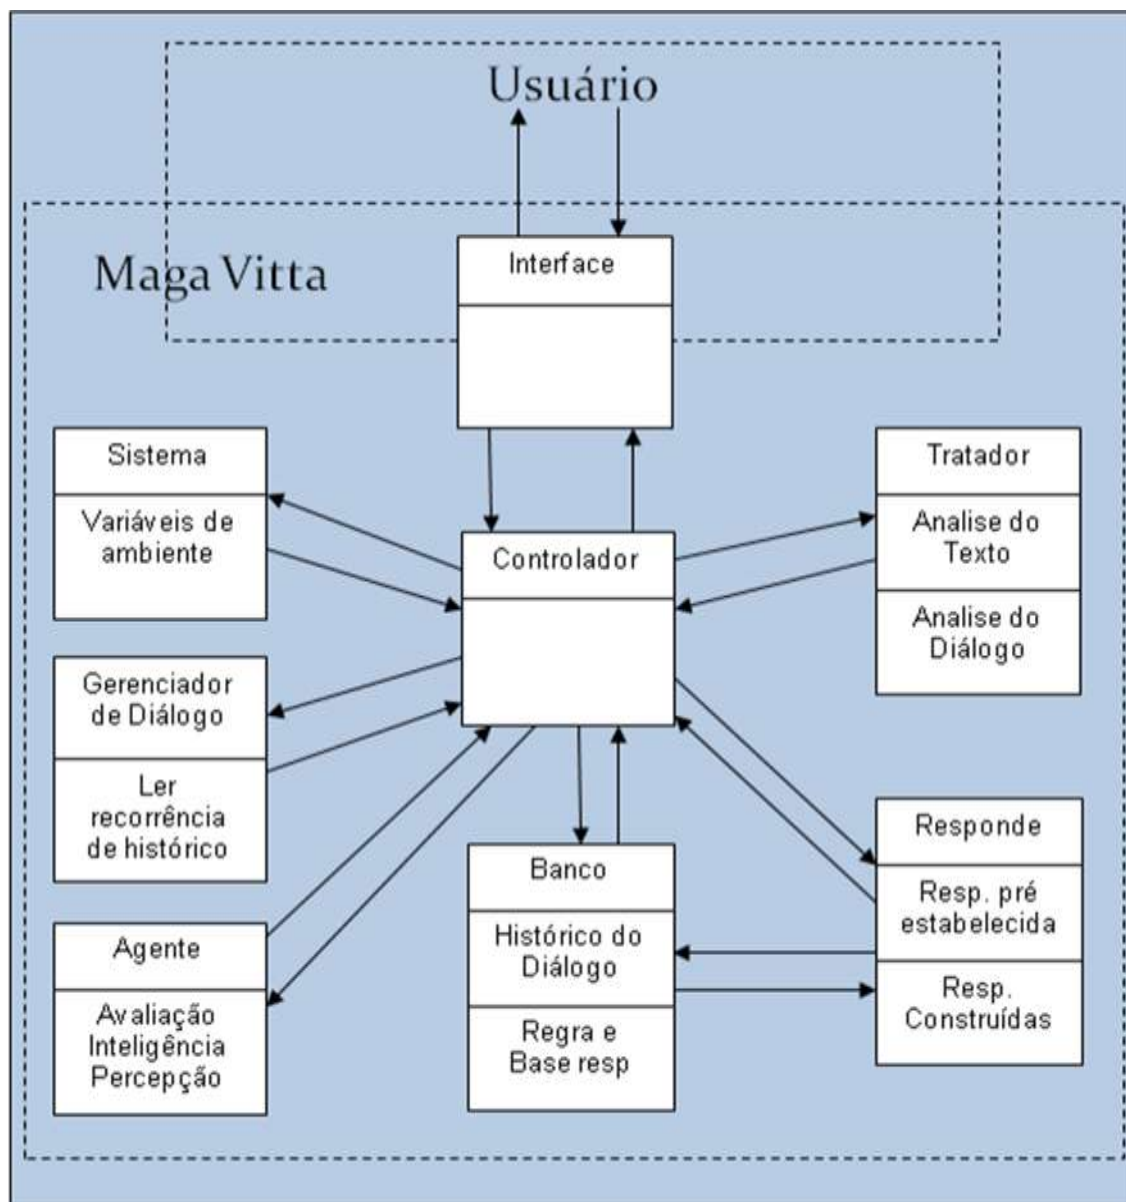 Usuário
Maga Vitta
Interface
Sistema
Variáveis de
ambiente
Controlador
Tratador
Analise do
Texto
Analise do
Diálogo
Gerenciador
de Diálogo
Ler
recorrência
de histórico
Agente
Avaliação
Inteligência
Percepção
Banco
Histórico do
Diálogo
Regra e
Base resp
Responde
Resp. pré
estabelecida
Resp.
Construídas